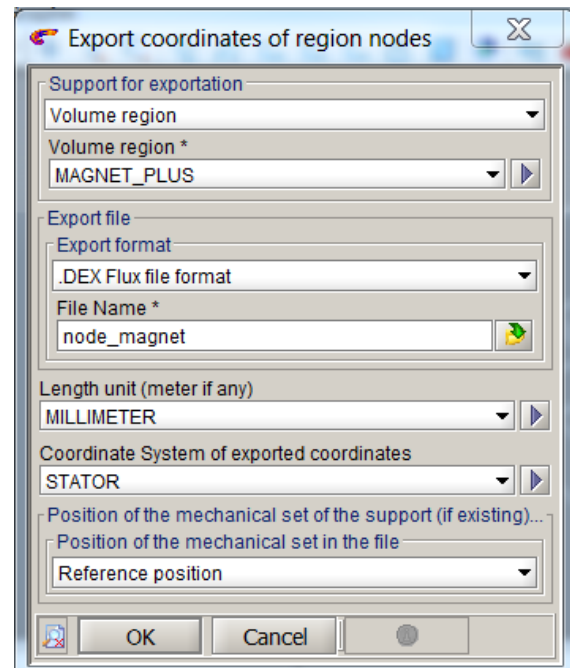 Export coordinates of region nodes
Support for exportation
Volume region
Volume region *
MAGNET_PLUS
Export file
Export format
.DEX Flux file format
File Name *
node_magnet
Length unit (meter if any)
MILLIMETER
Coordinate System of exported coordinates
STATOR
Position of the mechanical set of the support (if existing)...
Position of the mechanical set in the file
Reference position
OK Cancel